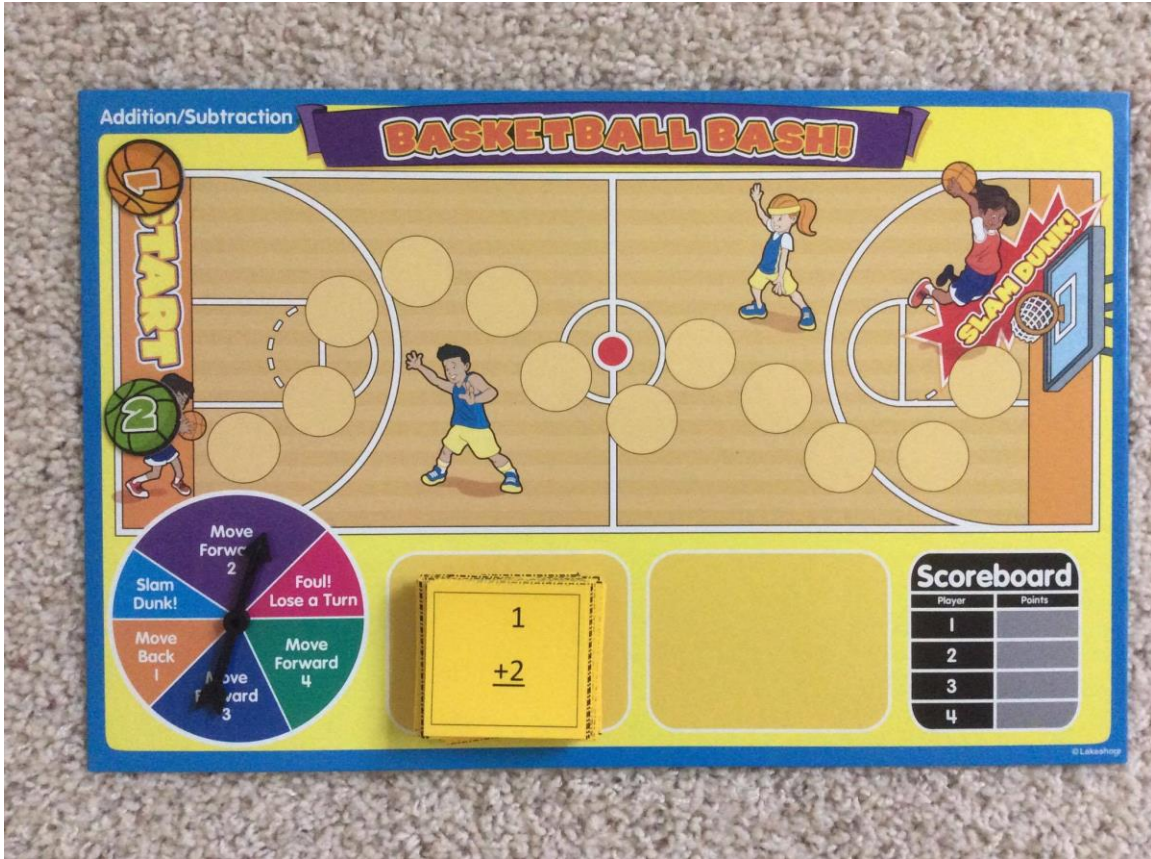 Addition/Subtraction
BASKETBALL BASH!
1
START
2
SLAM DUNK!
Move
Forward
2
Foul!
Lose a Turn
Slam
Dunk!
Move
Back
1
Move
Forward
4
Move
Forward
3
1
+2
Scoreboard
Player Points
1
2
3
4
© Lakeshore